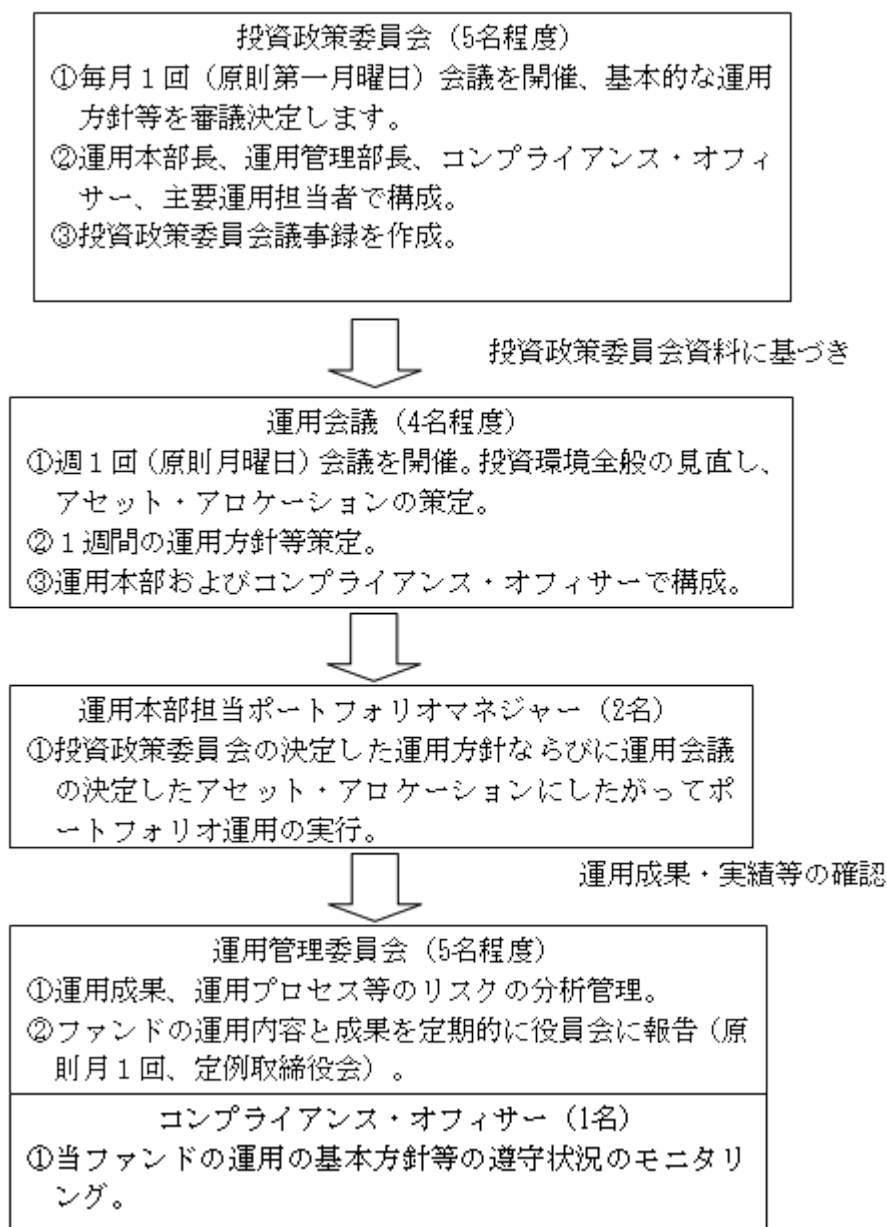 投資政策委員会（5名程度）
①毎月１回（原則第一月曜日）会議を開催、基本的な運用
方針等を審議決定します。
②運用本部長、運用管理部長、コンプライアンス・オフィ
サー、主要運用担当者で構成。
③投資政策委員会議事録を作成。
投資政策委員会資料に基づき
運用会議（4名程度）
①週１回（原則月曜日）会議を開催。投資環境全般の見直し、
アセット・アロケーションの策定。
②１週間の運用方針等策定。
③運用本部およびコンプライアンス・オフィサーで構成。
運用本部担当ポートフォリオマネジャー（2名）
①投資政策委員会の決定した運用方針ならびに運用会議
の決定したアセット・アロケーションにしたがってポ
ートフォリオ運用の実行。
運用成果・実績等の確認
運用管理委員会（5名程度）
①運用成果、運用プロセス等のリスクの分析管理。
②ファンドの運用内容と成果を定期的に役員会に報告（原
則月１回、定例取締役会）。
コンプライアンス・オフィサー（1名）
①当ファンドの運用の基本方針等の遵守状況のモニタリ
ング。